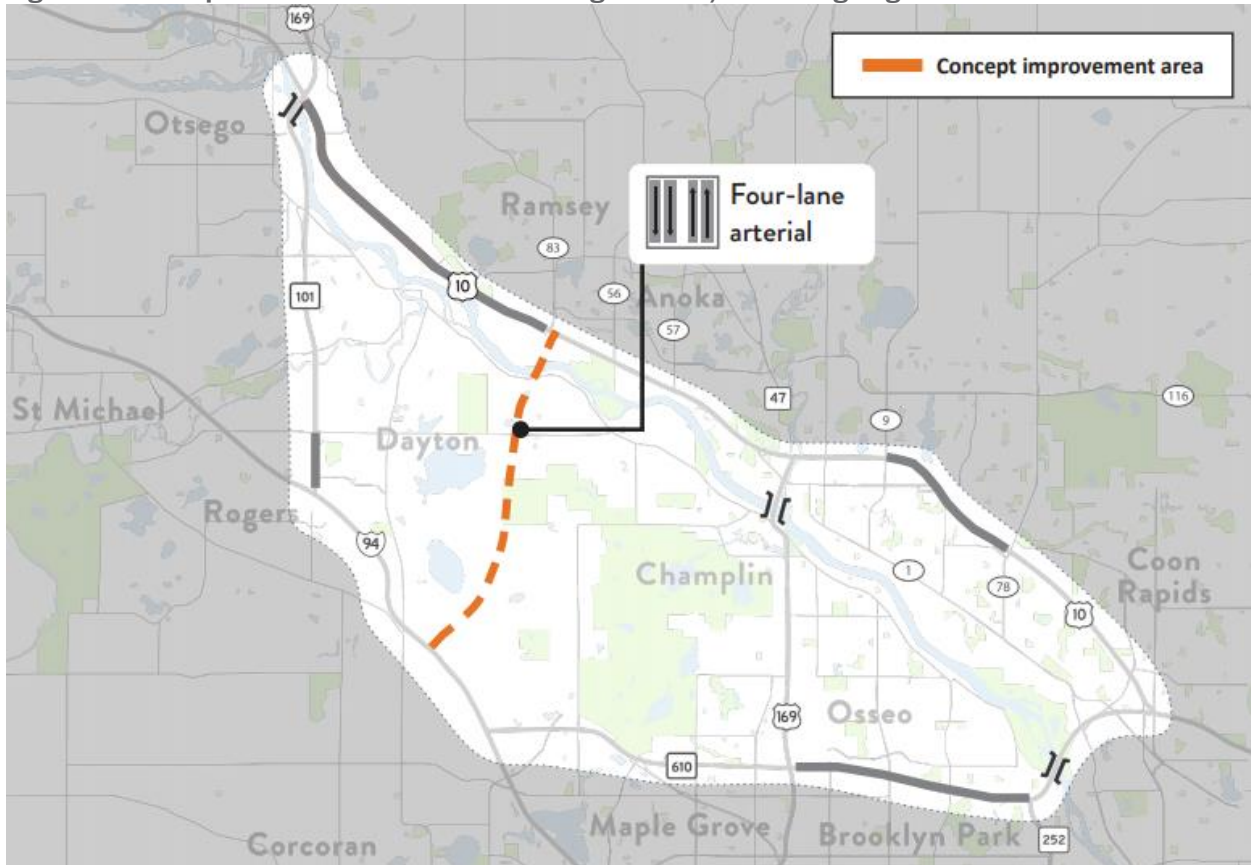 169
Concept improvement area
Otsego
Ramsey
Four-lane
arterial
83
10
101
56
Anoka
57
St Michael
47
116
9
Dayton
Rogers
94
Champlin
1
78
Coon
Rapids
10
169
Osseo
610
Maple Grove
Brooklyn Park
252
Corcoran